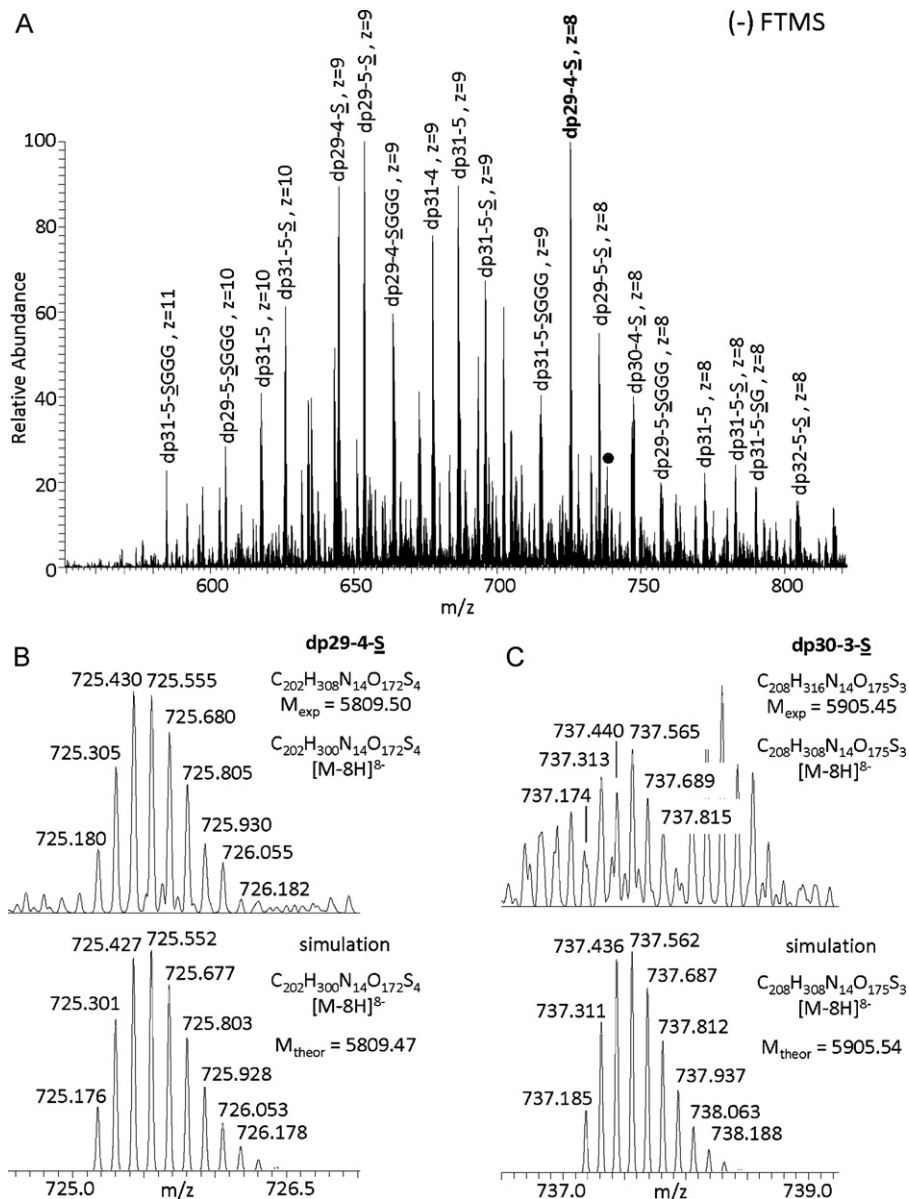 A
(-) FTMS
dp31-5-SGGG , z=11
dp29-5-SGGG , z=10
dp31-5 , z=10
dp31-5-S , z=10
dp29-4-S , z=9
dp29-5-S , z=9
dp29-4-SGGG , z=9
dp31-4 , z=9
dp31-5 , z=9
dp31-5-S , z=9
dp31-5-SGGG , z=9
dp29-4-S , z=8
dp29-5-S , z=8
dp30-4-S , z=8
dp29-5-SGGG , z=8
dp31-5 , z=8
dp31-5-S , z=8
dp31-5-SG , z=8
dp32-5-S , z=8
Relative Abundance
100
80
60
40
20
0
600
650
700
750
800
m/z
B
dp29-4-S
C₂₀₂H₃₀₈N₁₄O₁₇₂S₄
M_exp = 5809.50
C₂₀₂H₃₀₀N₁₄O₁₇₂S₄
[M-8H]⁸⁻
725.430
725.555
725.305
725.680
725.805
725.180
725.930
726.055
726.182
simulation
C₂₀₂H₃₀₀N₁₄O₁₇₂S₄
[M-8H]⁸⁻
M_theor = 5809.47
725.427
725.552
725.301
725.677
725.803
725.176
725.928
726.053
726.178
725.0
m/z
726.5
C
dp30-3-S
C₂₀₈H₃₁₆N₁₄O₁₇₅S₃
M_exp = 5905.45
C₂₀₈H₃₀₈N₁₄O₁₇₅S₃
[M-8H]⁸⁻
737.440
737.565
737.313
737.689
737.174
737.815
simulation
C₂₀₈H₃₀₈N₁₄O₁₇₅S₃
[M-8H]⁸⁻
M_theor = 5905.54
737.436
737.562
737.311
737.687
737.812
737.185
737.937
738.063
738.188
737.0
m/z
739.0